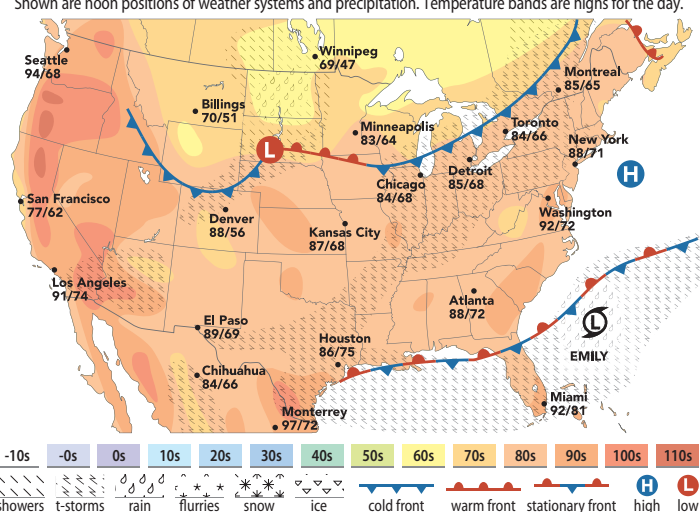 Shown are noon positions of weather systems and precipitation. Temperature bands are highs for the day.
Seattle
94/68
Winnipeg
69/47
Montreal
85/65
Billings
70/51
Minneapolis
83/64
Toronto
84/66
New York
88/71
L
H
San Francisco
77/62
Chicago
84/68
Detroit
85/68
Denver
88/56
Kansas City
87/68
Washington
92/72
Los Angeles
91/74
Atlanta
88/72
El Paso
89/69
Houston
86/75
L
EMILY
Chihuahua
84/66
Miami
92/81
Monterrey
97/72
-10s -0s 0s 10s 20s 30s 40s 50s 60s 70s 80s 90s 100s 110s
H L
showers t-storms rain flurries snow ice cold front warm front stationary front high low